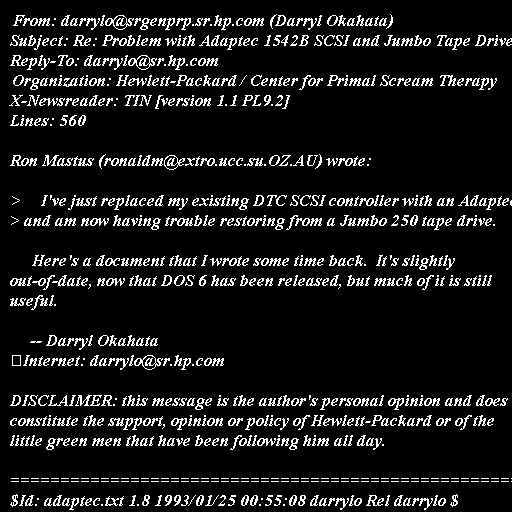 From: darrylo@srgenprp.sr.hp.com (Darryl Okahata)
Subject: Re: Problem with Adaptec 1542B SCSI and Jumbo Tape Drive
Reply-To: darrylo@sr.hp.com
Organization: Hewlett-Packard / Center for Primal Scream Therapy
X-Newsreader: TIN [version 1.1 PL9.2]
Lines: 560
Ron Mastus (ronaldm@extro.ucc.su.OZ.AU) wrote:
> I've just replaced my existing DTC SCSI controller with an Adaptec
> and am now having trouble restoring from a Jumbo 250 tape drive.
Here's a document that I wrote some time back. It's slightly
out-of-date, now that DOS 6 has been released, but much of it is still
useful.
-- Darryl Okahata
Internet: darrylo@sr.hp.com
DISCLAIMER: this message is the author's personal opinion and does
constitute the support, opinion or policy of Hewlett-Packard or of the
little green men that have been following him all day.
===================================================
$Id: adaptec.txt 1.8 1993/01/25 00:55:08 darrylo Rel darrylo $